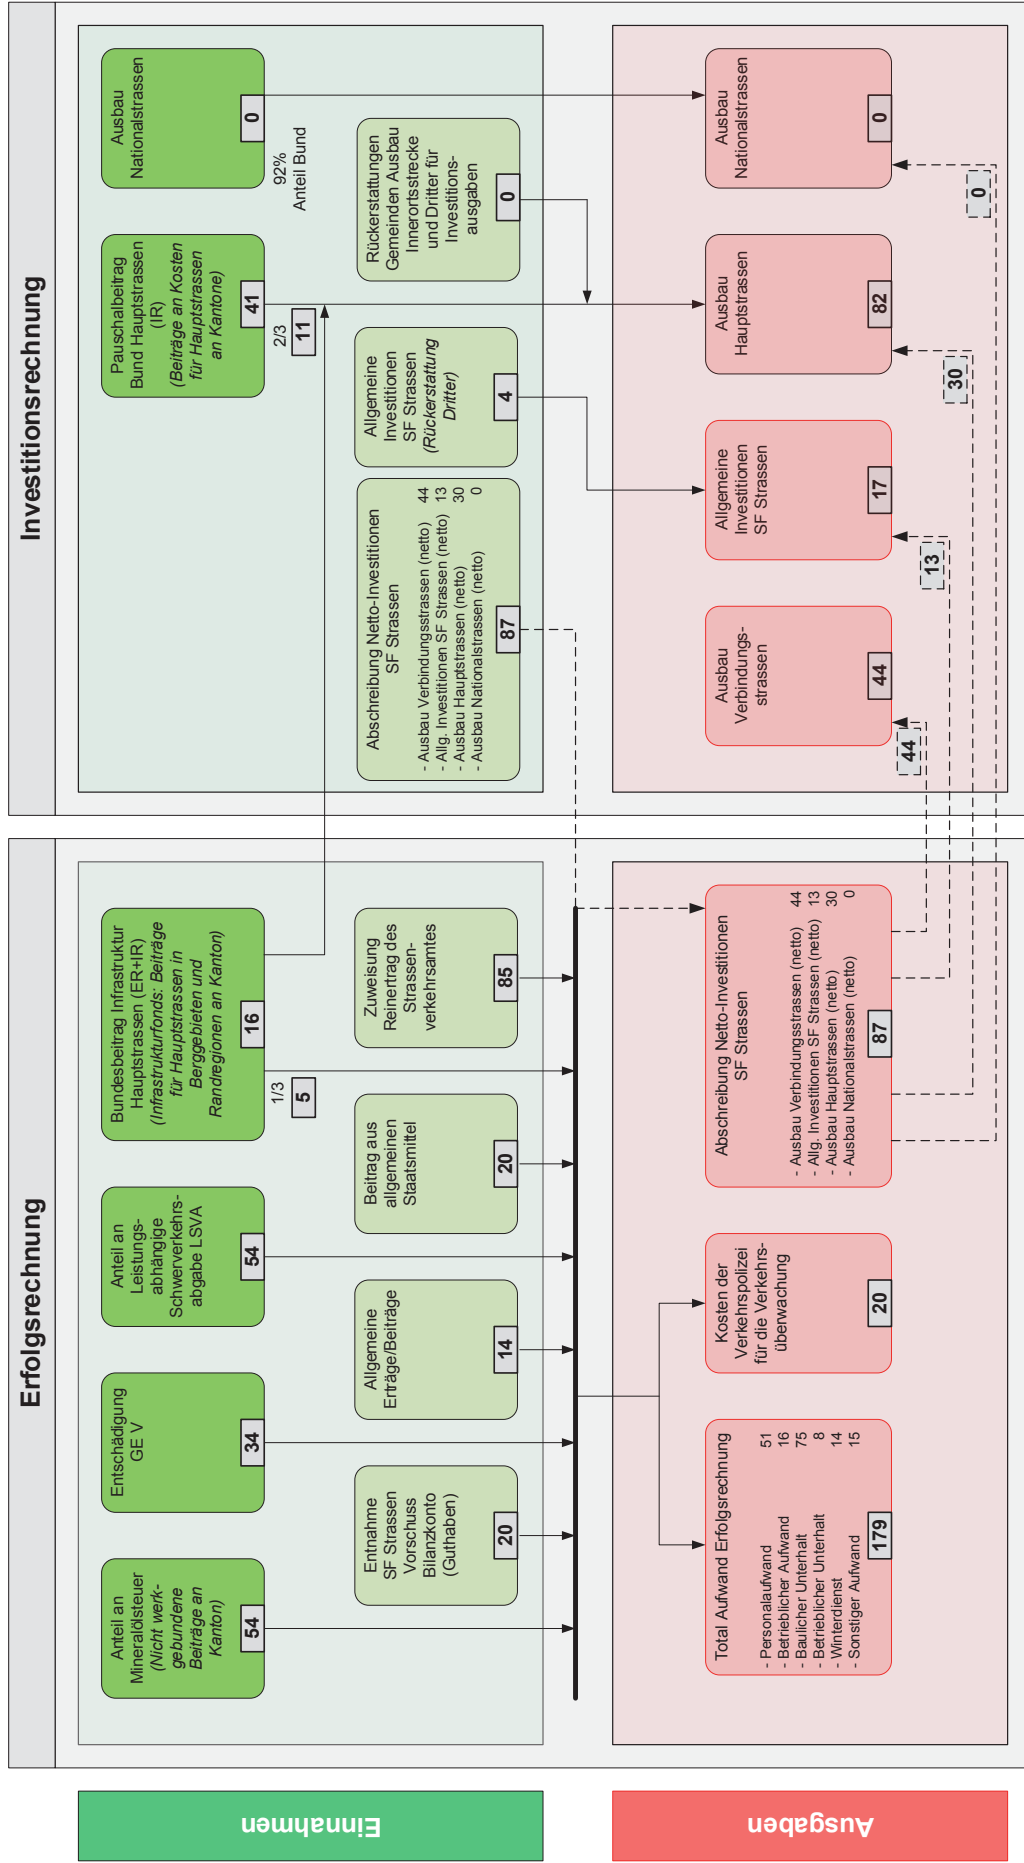 Erfolgsrechnung
Investitionsrechnung
Einnahmen
Anteil an
Mineralölsteuer
(Nicht werk-
gebundene
Beiträge an
Kanton)
54
Entschädigung
GE V
34
Anteil an
Leistungs-
abhängige
Schwerverkehrs-
abgabe LSVA
54
Bundesbeitrag Infrastruktur
Hauptstrassen (ER+IR)
(Infrastrukturfonds: Beiträge
für Hauptstrassen in
Berggebieten und
Randregionen an Kanton)
16
1/3
5
Entnahme
SF Strassen
Vorschuss
Bilanzkonto
(Guthaben)
20
Allgemeine
Erträge/Beiträge
14
Beitrag aus
allgemeinen
Staatsmittel
20
Zuweisung
Reinertrag des
Strassen-
verkehrsamtes
85
Pauschalbeitrag
Bund Hauptstrassen
(IR)
(Beiträge an Kosten
für Hauptstrassen
an Kantone)
41
2/3
11
Ausbau
Nationalstrassen
0
92%
Anteil Bund
Abschreibung Netto-Investitionen
SF Strassen
- Ausbau Verbindungsstrassen (netto) 44
- Allg. Investitionen SF Strassen (netto) 13
- Ausbau Hauptstrassen (netto) 30
- Ausbau Nationalstrassen (netto) 0
87
Allgemeine
Investitionen
SF Strassen
(Rückerstattung
Dritter)
4
Rückerstattungen
Gemeinden Ausbau
Innerortsstrecke
und Dritter für
Investitions-
ausgaben
0
Ausgaben
Total Aufwand Erfolgsrechnung
- Personalaufwand 51
- Betrieblicher Aufwand 16
- Baulicher Unterhalt 75
- Betrieblicher Unterhalt 8
- Winterdienst 14
- Sonstiger Aufwand 15
179
Kosten der
Verkehrspolizei
für die Verkehrs-
überwachung
20
Abschreibung Netto-Investitionen
SF Strassen
- Ausbau Verbindungsstrassen (netto) 44
- Allg. Investitionen SF Strassen (netto) 13
- Ausbau Hauptstrassen (netto) 30
- Ausbau Nationalstrassen (netto) 0
87
Ausbau
Verbindungs-
strassen
44
44
Allgemeine
Investitionen
SF Strassen
17
13
Ausbau
Hauptstrassen
82
30
Ausbau
Nationalstrassen
0
0